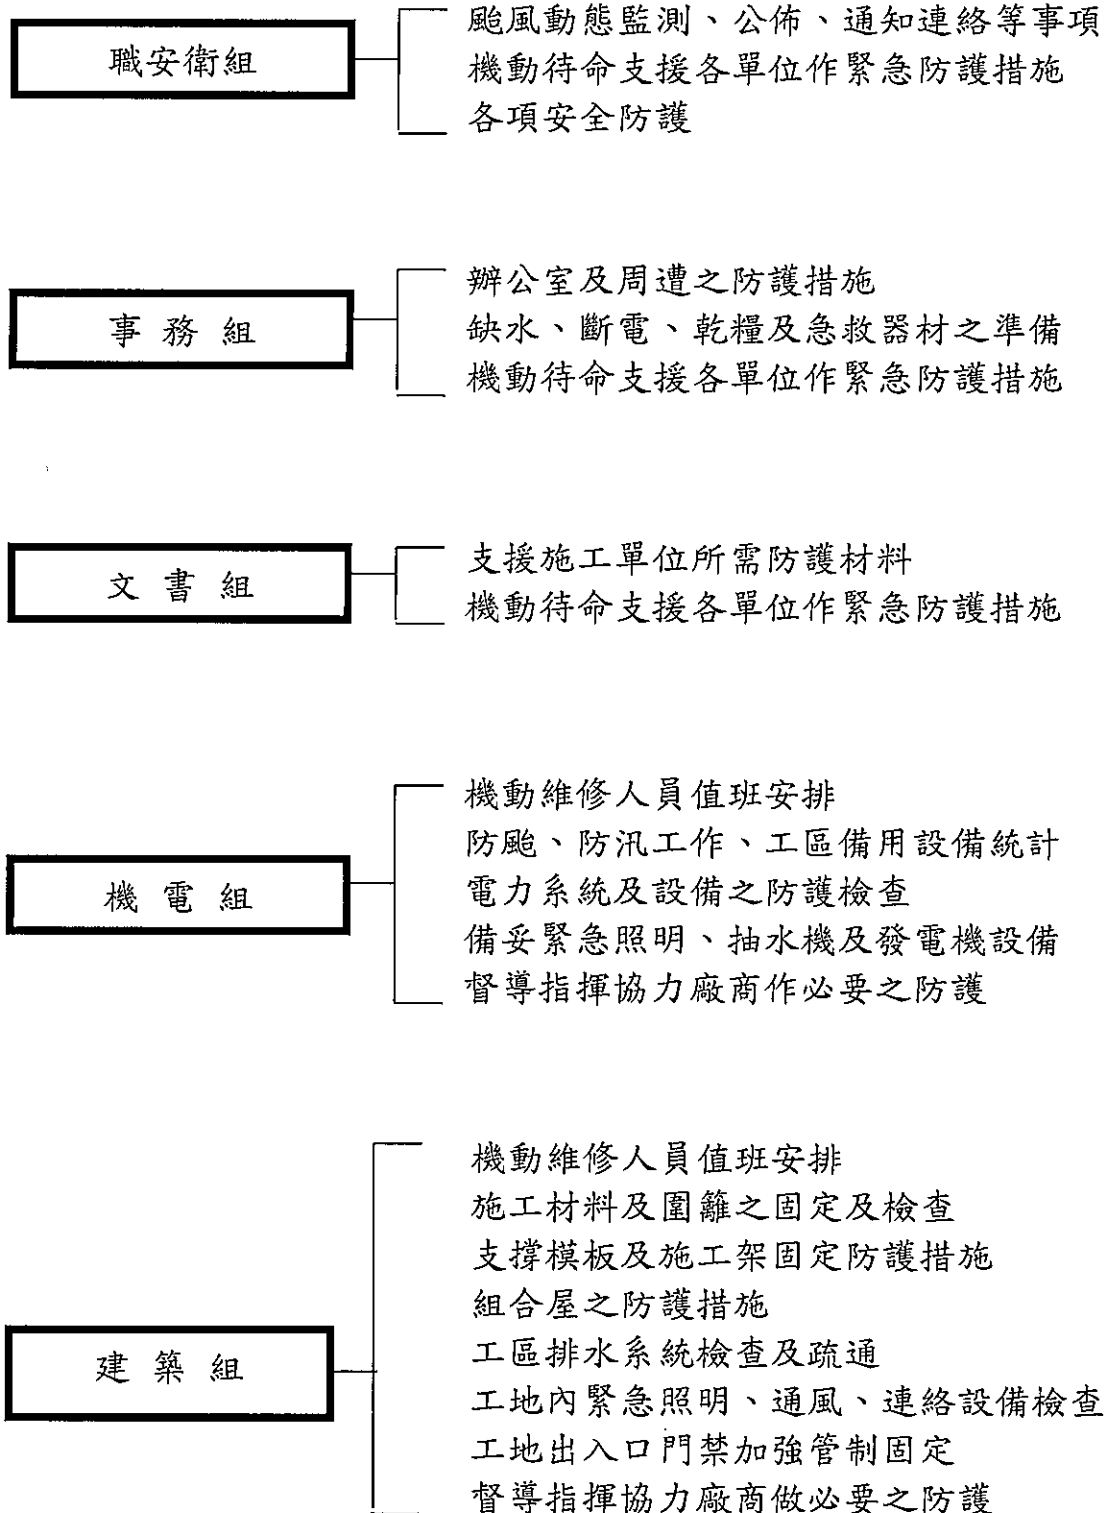 職安衛組
颱風動態監測、公佈、通知連絡等事項
機動待命支援各單位作緊急防護措施
各項安全防護
事務組
辦公室及周遭之防護措施
缺水、斷電、乾糧及急救器材之準備
機動待命支援各單位作緊急防護措施
文書組
支援施工單位所需防護材料
機動待命支援各單位作緊急防護措施
機電組
機動維修人員值班安排
防颱、防汛工作、工區備用設備統計
電力系統及設備之防護檢查
備妥緊急照明、抽水機及發電機設備
督導指揮協力廠商作必要之防護
建築組
機動維修人員值班安排
施工材料及圍籬之固定及檢查
支撐模板及施工架固定防護措施
組合屋之防護措施
工區排水系統檢查及疏通
工地內緊急照明、通風、連絡設備檢查
工地出入口門禁加強管制固定
督導指揮協力廠商做必要之防護